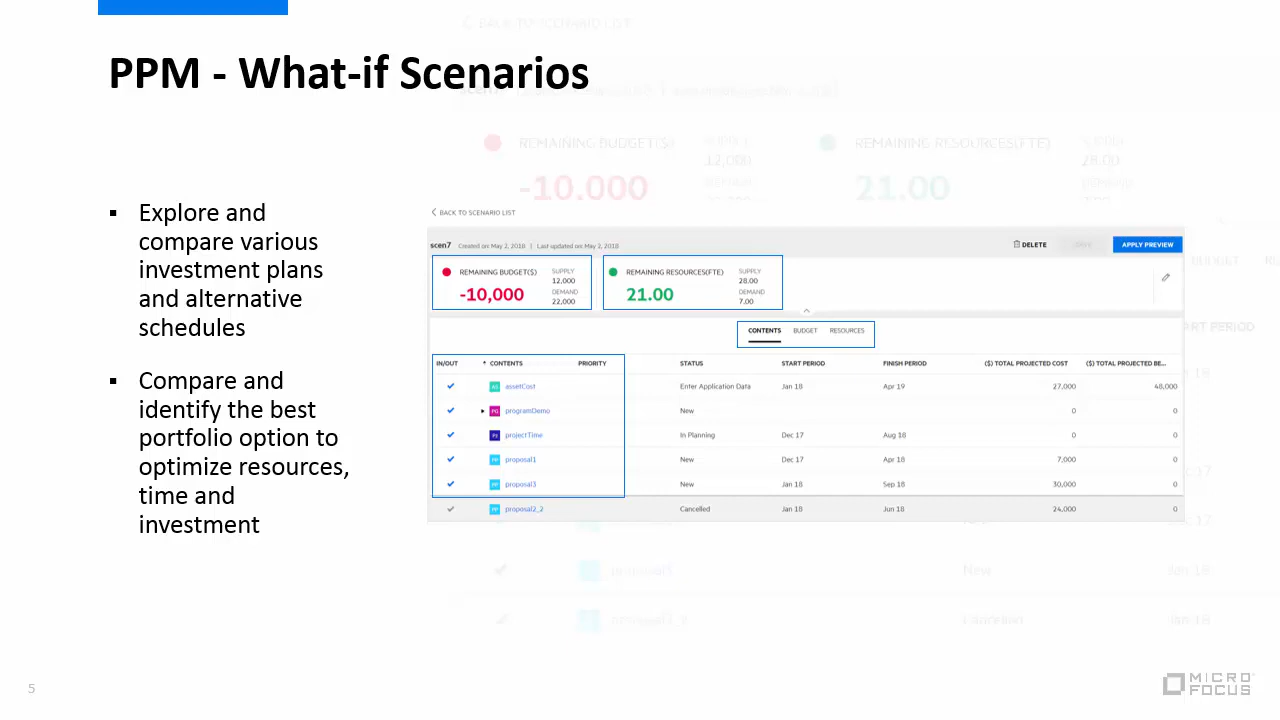 PPM - What-if Scenarios
▪ Explore and
compare various
investment plans
and alternative
schedules
▪ Compare and
identify the best
portfolio option to
optimize resources,
time and
investment
BACK TO SCENARIO LIST
scen7 Created on: May 2, 2018 | Last updated on: May 2, 2018 DELETE SAVE APPLY PREVIEW
REMAINING BUDGET($) SUPPLY
12,000
-10,000 DEMAND
22,000
REMAINING RESOURCES(FTE) SUPPLY
28.00
21.00 DEMAND
7.00
CONTENTS BUDGET RESOURCES
IN/OUT CONTENTS PRIORITY STATUS START PERIOD FINISH PERIOD ($) TOTAL PROJECTED COST ($) TOTAL PROJECTED BE...
AS assetCost Enter Application Data Jan 18 Apr 19 27,000 48,000
PG programDemo New 0 0
PJ projectTime In Planning Dec 17 Aug 18 0 0
PP proposal1 New Dec 17 Apr 18 7,000 0
PP proposal3 New Jan 18 Sep 18 30,000 0
PP proposal2_2 Cancelled Jan 18 Jun 18 24,000 0
5
MICRO
FOCUS